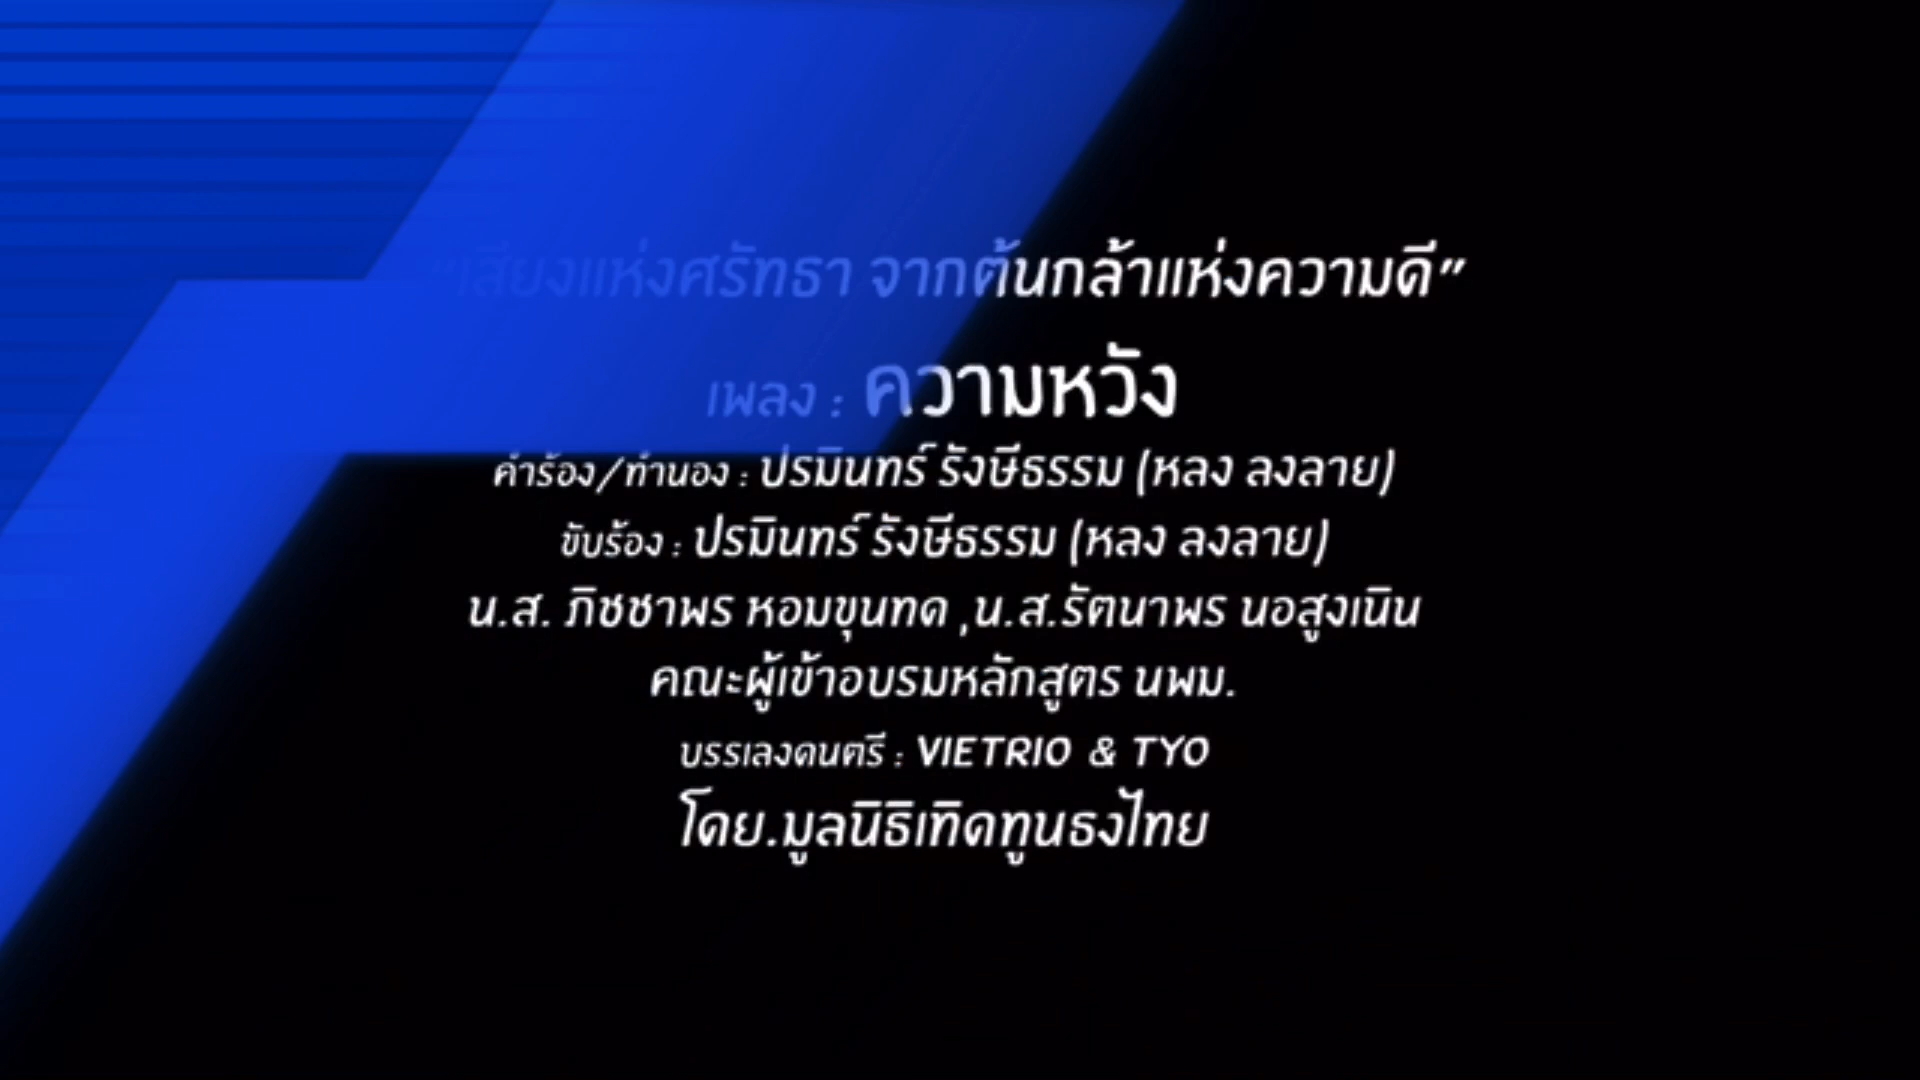 "เสียงแห่งศรัทธา จากต้นกล้าแห่งความดี"
เพลง : ความหวัง
คำร้อง/ทำนอง : ปรมินทร์ รังษีธรรม (หลง ลงลาย)
ขับร้อง : ปรมินทร์ รังษีธรรม (หลง ลงลาย)
น.ส. ภิชชาพร หอมขุนทด ,น.ส.รัตนาพร นอสูงเนิน
คณะผู้เข้าอบรมหลักสูตร นพม.
บรรเลงดนตรี : VIETRIO & TYO
โดย.มูลนิธิเทิดทูนธงไทย